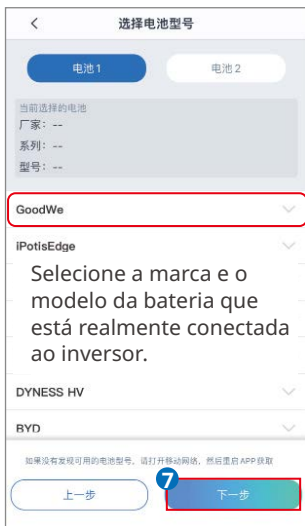 选择电池型号
电池1
电池2
当前选择的电池
厂家：--
系列：--
型号：--
GoodWe
iPotisEdge
Selecione a marca e o
modelo da bateria que
está realmente conectada
ao inversor.
DYNESS HV
BYD
如果没有发现可用的电池型号，请打开移动网络，然后重启APP获取
7
上一步
下一步